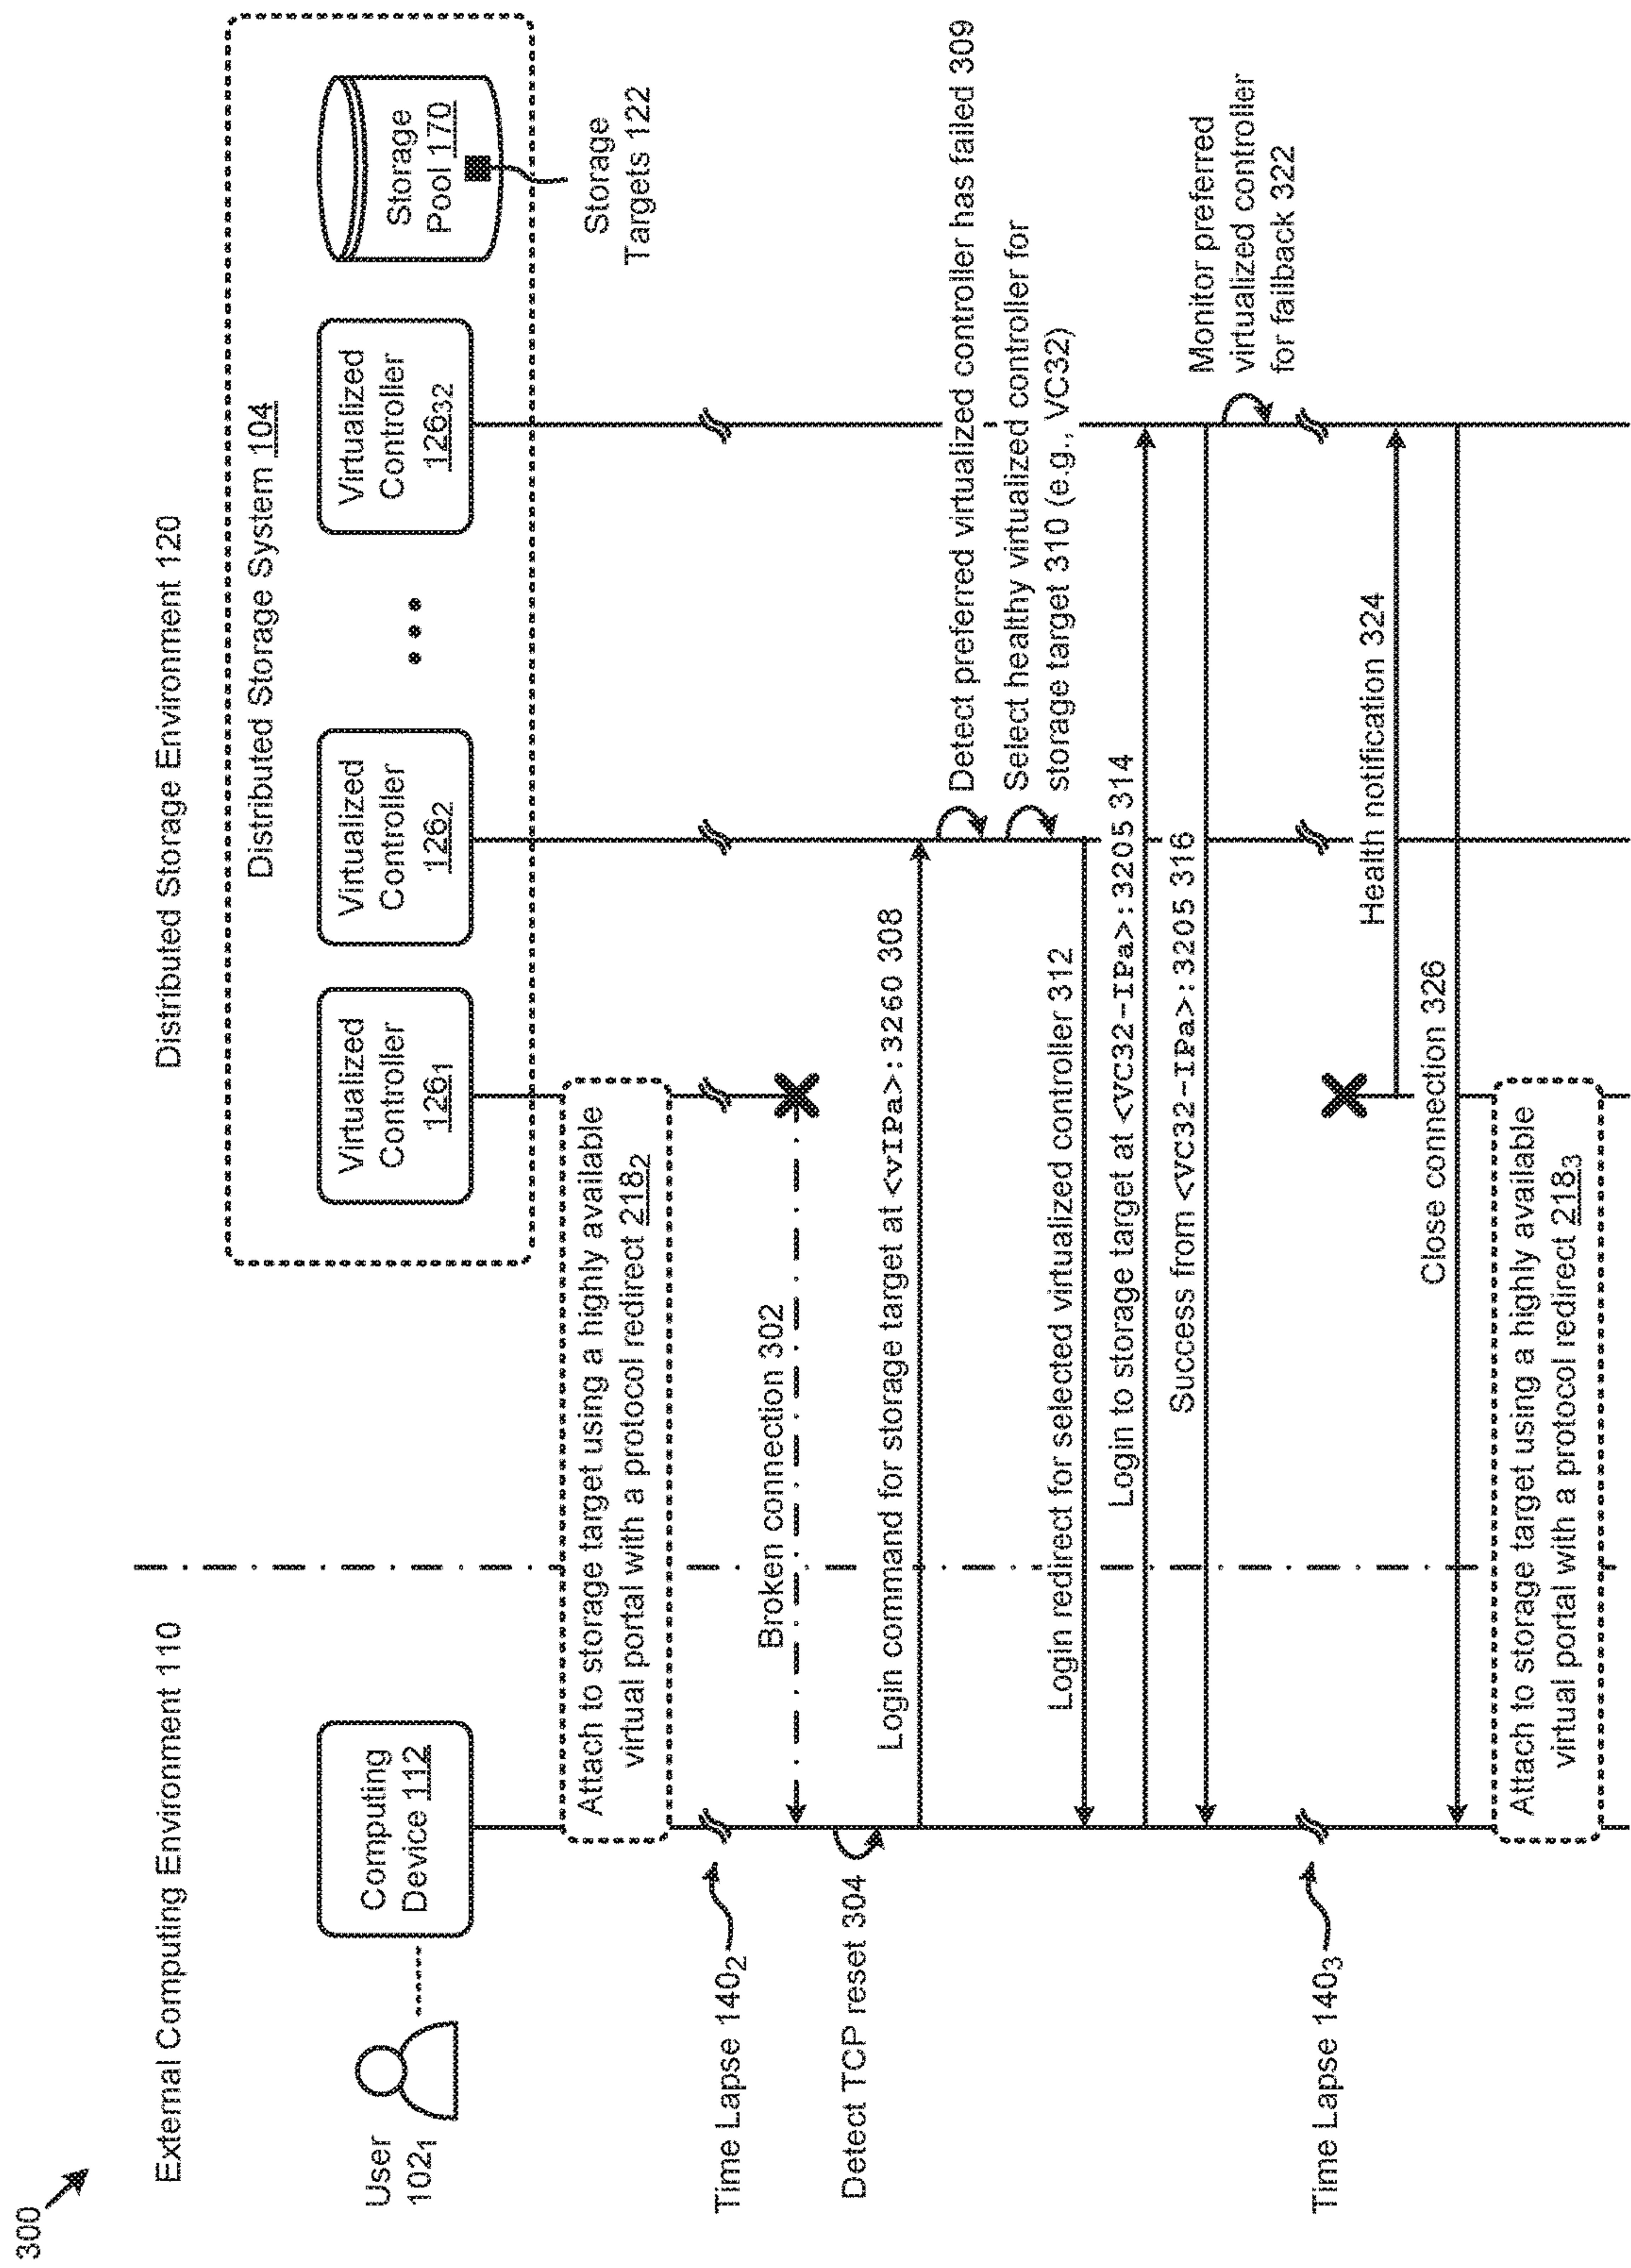 300
External Computing Environment 110
Distributed Storage Environment 120
Distributed Storage System 104
User
102₁
Computing
Device 112
Virtualized
Controller
126₁
Virtualized
Controller
126₂
Virtualized
Controller
126₃₂
Storage
Pool 170
Storage
Targets 122
Attach to storage target using a highly available
virtual portal with a protocol redirect 218₂
Time Lapse 140₂
Broken connection 302
Detect TCP reset 304
Login command for storage target at <vIPa>:3260 308
Detect preferred virtualized controller has failed 309
Select healthy virtualized controller for
storage target 310 (e.g., VC32)
Login redirect for selected virtualized controller 312
Login to storage target at <VC32-IPa>:3205 314
Success from <VC32-IPa>:3205 316
Monitor preferred
virtualized controller
for failback 322
Time Lapse 140₃
Health notification 324
Close connection 326
Attach to storage target using a highly available
virtual portal with a protocol redirect 218₃